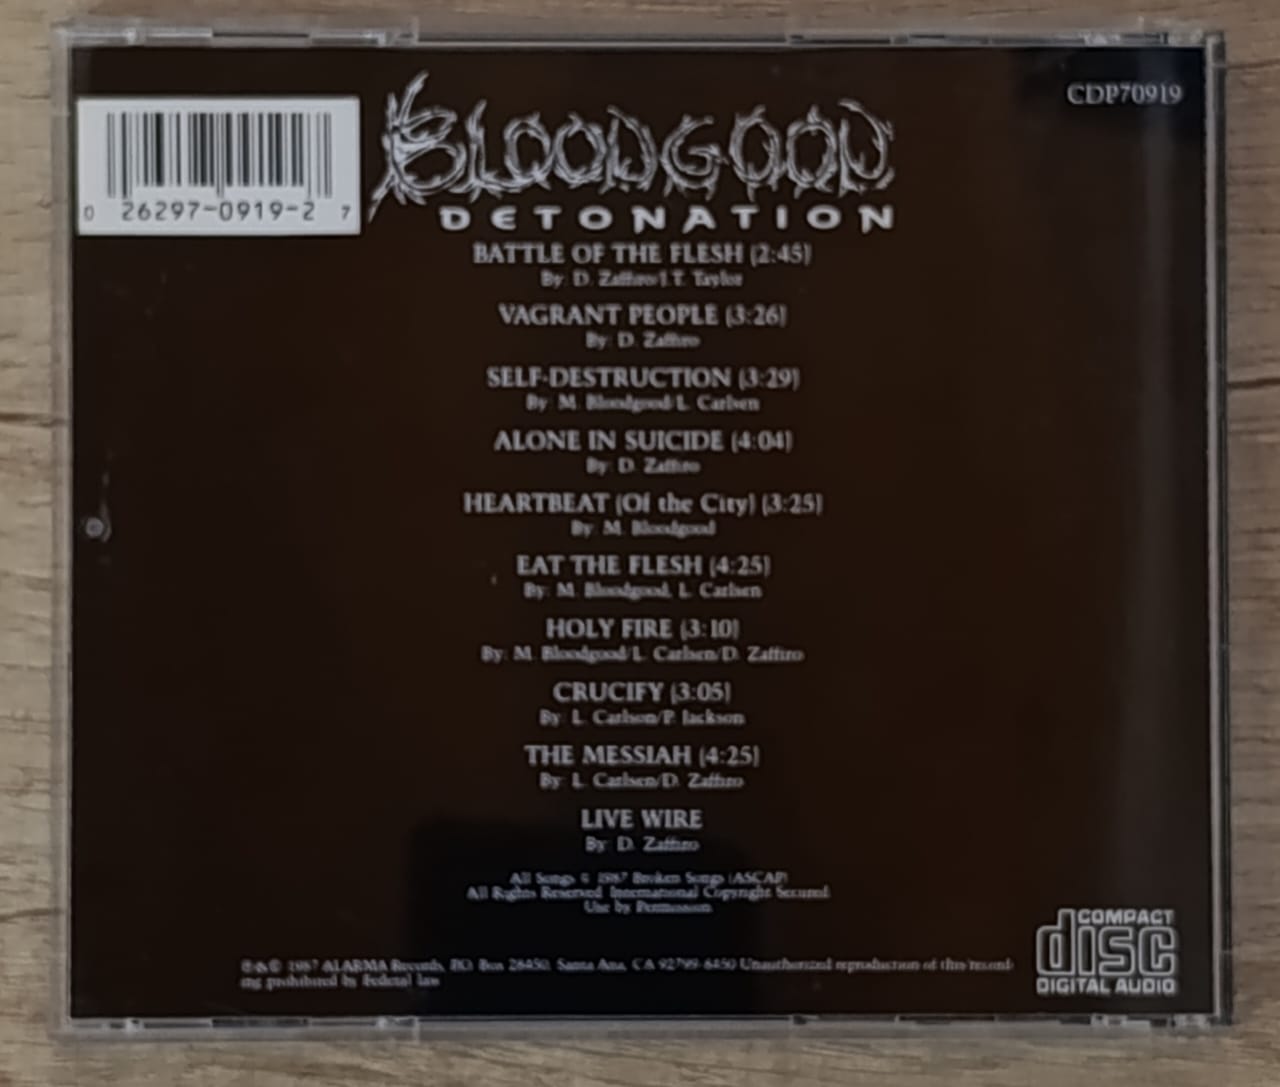 CDP70919
BLOODGOOD
DETONATION
0 26297-0919-2 7
BATTLE OF THE FLESH (2:45)
By: D. Zaffiro/J.T. Taylor
VAGRANT PEOPLE (3:26)
By: D. Zaffiro
SELF-DESTRUCTION (3:29)
By: M. Bloodgood/L. Carlsen
ALONE IN SUICIDE (4:04)
By: D. Zaffiro
HEARTBEAT (Of the City) (3:25)
By: M. Bloodgood
EAT THE FLESH (4:25)
By: M. Bloodgood, L. Carlsen
HOLY FIRE (3:10)
By: M. Bloodgood/L. Carlsen/D. Zaffiro
CRUCIFY (3:05)
By: L. Carlson/P. Jackson
THE MESSIAH (4:25)
By: L. Carlsen/D. Zaffiro
LIVE WIRE
By: D. Zaffiro
All Songs © 1987 Broken Songs (ASCAP)
All Rights Reserved. International Copyright Secured.
Use by Permission.
℗&© 1987 ALARMA Records, P.O. Box 28450, Santa Ana, CA 92799-8450 Unauthorized reproduction of this record-
ing prohibited by Federal law
COMPACT
disc
DIGITAL AUDIO